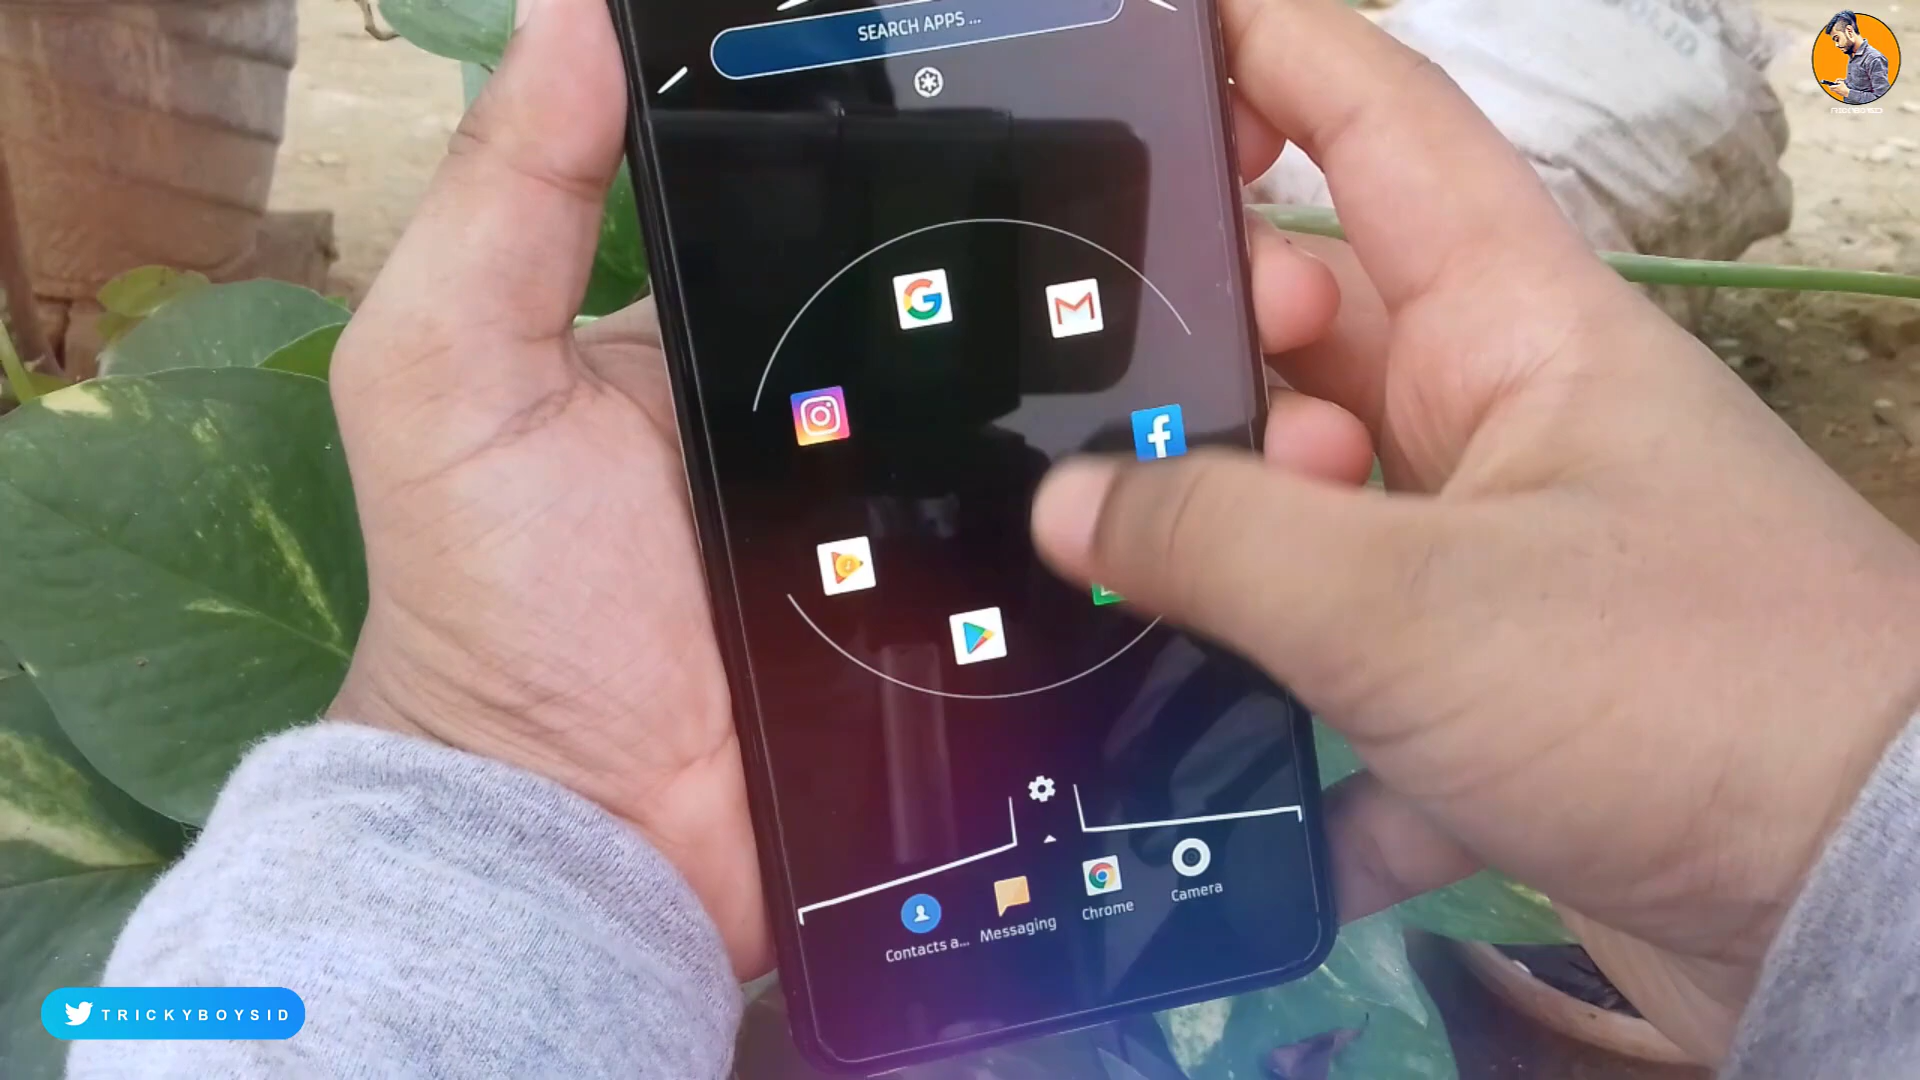 SEARCH APPS ...
Contacts a...
Messaging
Chrome
Camera
TRICKYBOYSID